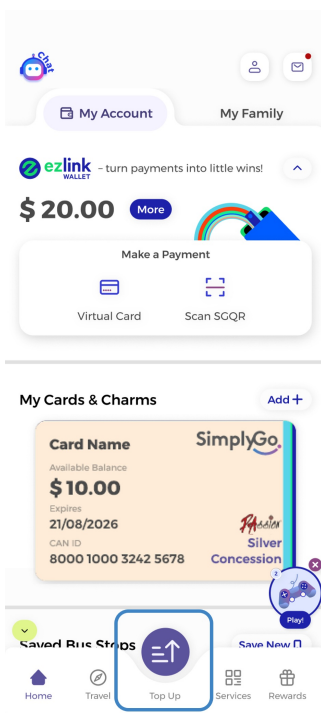 Chat
My Account
My Family
ezlink
WALLET
– turn payments into little wins!
$ 20.00
More
Make a Payment
Virtual Card
Scan SGQR
My Cards & Charms
Add +
Card Name
SimplyGo.
Available Balance
$ 10.00
Expires
21/08/2026
PAssion
CAN ID
Silver
8000 1000 3242 5678
Concession
2
Play!
Saved Bus Stops
Save New
Home
Travel
Top Up
Services
Rewards